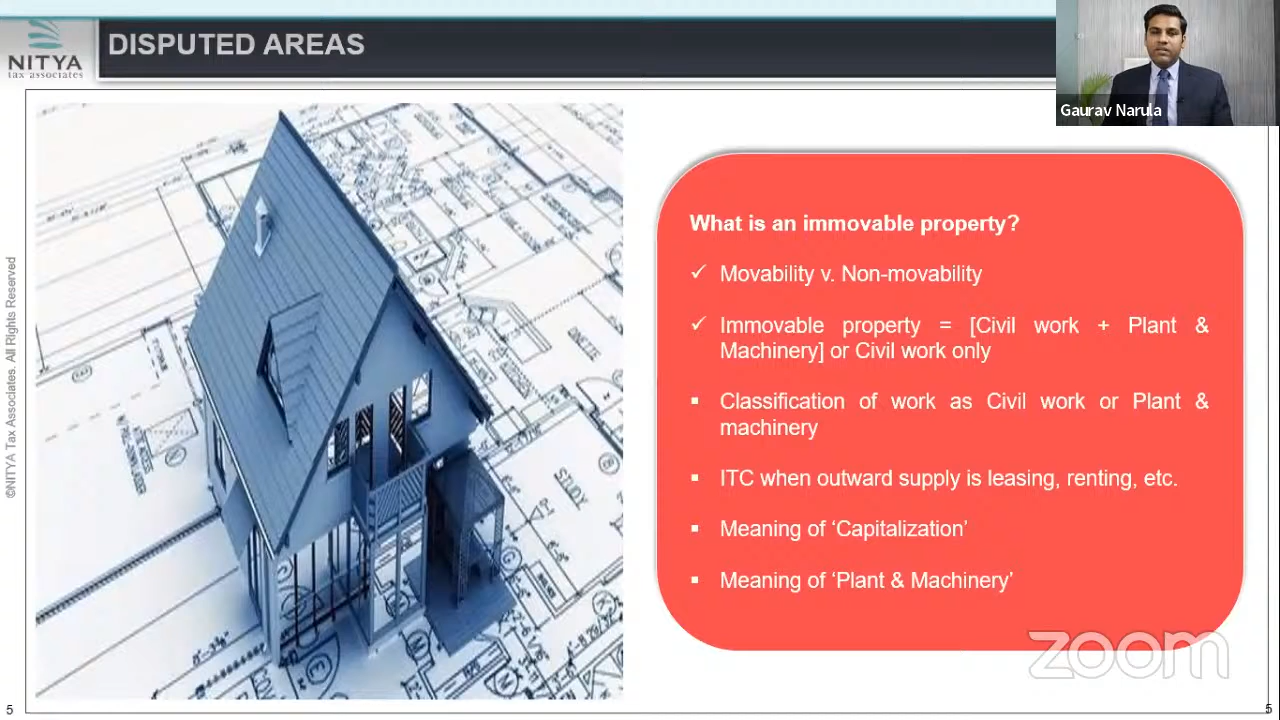 NITYA
tax associates
DISPUTED AREAS
Gaurav Narula
©NITYA Tax Associates. All Rights Reserved
What is an immovable property?
✓ Movability v. Non-movability
✓ Immovable property = [Civil work + Plant &
Machinery] or Civil work only
▪ Classification of work as Civil work or Plant &
machinery
▪ ITC when outward supply is leasing, renting, etc.
▪ Meaning of ‘Capitalization’
▪ Meaning of ‘Plant & Machinery’
STUDY
zoom
5
5